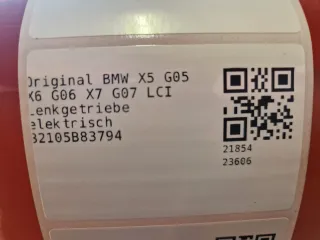 Original BMW X5 G05
X6 G06 X7 G07 LCI
Lenkgetriebe
elektrisch
32105B83794
21854
23606